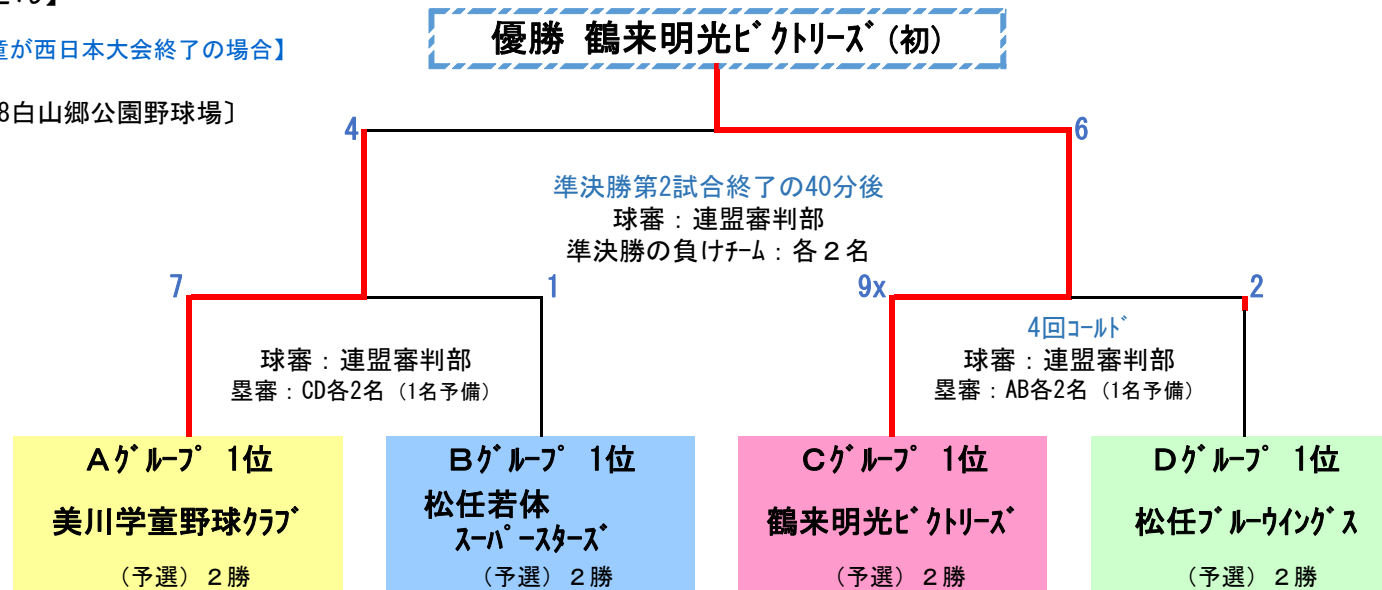 優勝 鶴来明光ﾋﾞｸﾄﾘｰｽﾞ(初)
童が西日本大会終了の場合】
8白山郷公園野球場〕
4
6
準決勝第2試合終了の40分後
球審：連盟審判部
準決勝の負けﾁｰﾑ：各２名
7
1
9x
2
球審：連盟審判部
塁審：CD各2名（1名予備）
4回ｺｰﾙﾄﾞ
球審：連盟審判部
塁審：AB各2名（1名予備）
Aｸﾞﾙｰﾌﾟ 1位
美川学童野球ｸﾗﾌﾞ
（予選）２勝
Bｸﾞﾙｰﾌﾟ 1位
松任若体
ｽｰﾊﾟｰｽﾀｰｽﾞ
（予選）２勝
Cｸﾞﾙｰﾌﾟ 1位
鶴来明光ﾋﾞｸﾄﾘｰｽﾞ
（予選）２勝
Dｸﾞﾙｰﾌﾟ 1位
松任ﾌﾞﾙｰｳｲﾝｸﾞｽ
（予選）２勝